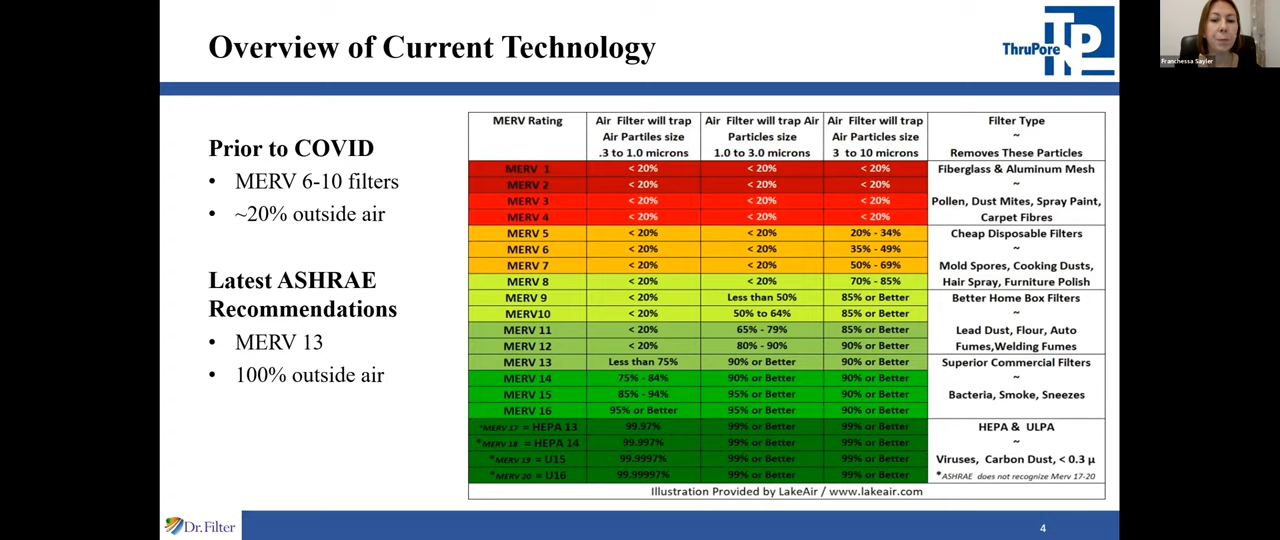 Overview of Current Technology
ThruPore
TPT
Franchessa Sayler
Prior to COVID
• MERV 6-10 filters
• ~20% outside air
Latest ASHRAE
Recommendations
• MERV 13
• 100% outside air
MERV Rating
Air Filter will trap
Air Partiles size
.3 to 1.0 microns
Air Filter will trap Air
Particles size
1.0 to 3.0 microns
Air Filter will trap
Air Particles size
3 to 10 microns
Filter Type
~
Removes These Particles
MERV 1 < 20% < 20% < 20%
MERV 2 < 20% < 20% < 20%
MERV 3 < 20% < 20% < 20%
MERV 4 < 20% < 20% < 20%
Fiberglass & Aluminum Mesh
~
Pollen, Dust Mites, Spray Paint,
Carpet Fibres
MERV 5 < 20% < 20% 20% - 34%
MERV 6 < 20% < 20% 35% - 49%
MERV 7 < 20% < 20% 50% - 69%
MERV 8 < 20% < 20% 70% - 85%
Cheap Disposable Filters
~
Mold Spores, Cooking Dusts,
Hair Spray, Furniture Polish
MERV 9 < 20% Less than 50% 85% or Better
MERV10 < 20% 50% to 64% 85% or Better
MERV 11 < 20% 65% - 79% 85% or Better
MERV 12 < 20% 80% - 90% 90% or Better
Better Home Box Filters
~
Lead Dust, Flour, Auto
Fumes,Welding Fumes
MERV 13 Less than 75% 90% or Better 90% or Better
MERV 14 75% - 84% 90% or Better 90% or Better
MERV 15 85% - 94% 95% or Better 90% or Better
MERV 16 95% or Better 95% or Better 90% or Better
Superior Commercial Filters
~
Bacteria, Smoke, Sneezes
*MERV 17 = HEPA 13 99.97% 99% or Better 99% or Better
*MERV 18 = HEPA 14 99.997% 99% or Better 99% or Better
*MERV 19 = U15 99.9997% 99% or Better 99% or Better
*MERV 20 = U16 99.99997% 99% or Better 99% or Better
HEPA & ULPA
~
Viruses, Carbon Dust, < 0.3 µ
*ASHRAE does not recognize Merv 17-20
Illustration Provided by LakeAir / www.lakeair.com
Dr.Filter
4